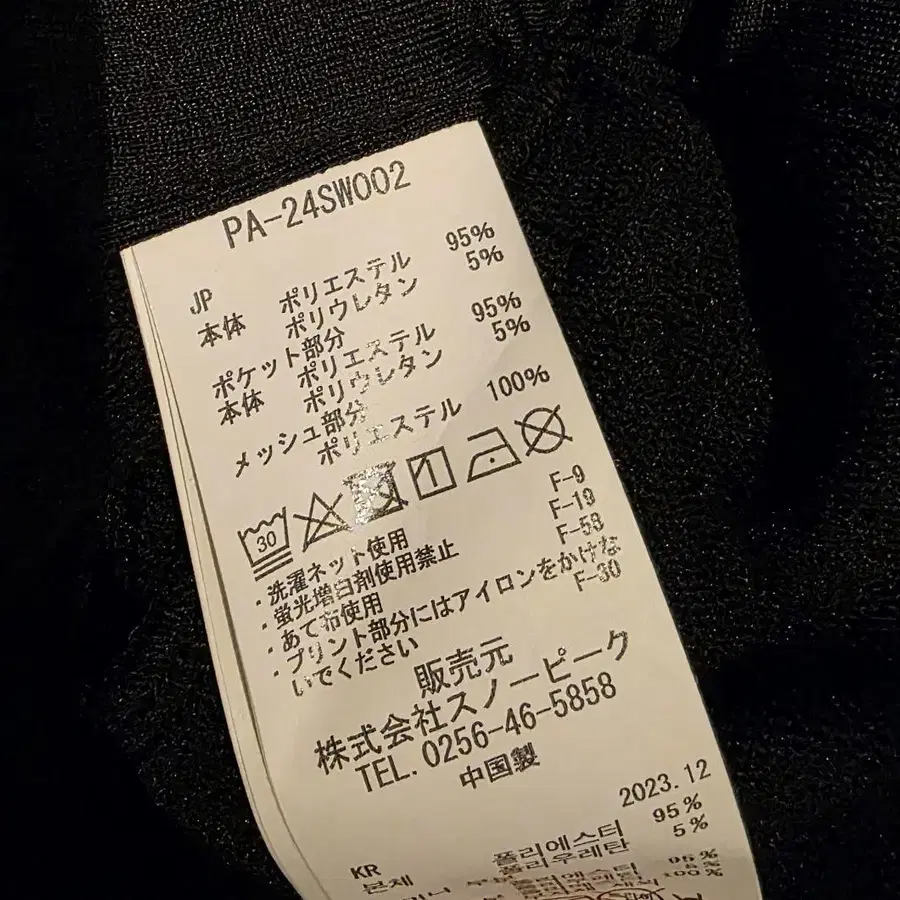 PA-24SW002
JP
本体 ポリエステル 95%
ポリウレタン 5%
ポケット部分
本体 ポリエステル 95%
ポリウレタン 5%
メッシュ部分
ポリエステル 100%
30
・洗濯ネット使用 F-9
・蛍光増白剤使用禁止 F-19
・あて布使用 F-53
・プリント部分にはアイロンをかけな
いでください F-30
販売元
株式会社スノーピーク
TEL. 0256-46-5858
中国製
2023.12
KR
본체 폴리에스터 95%
폴리우레탄 5%
95%
100%